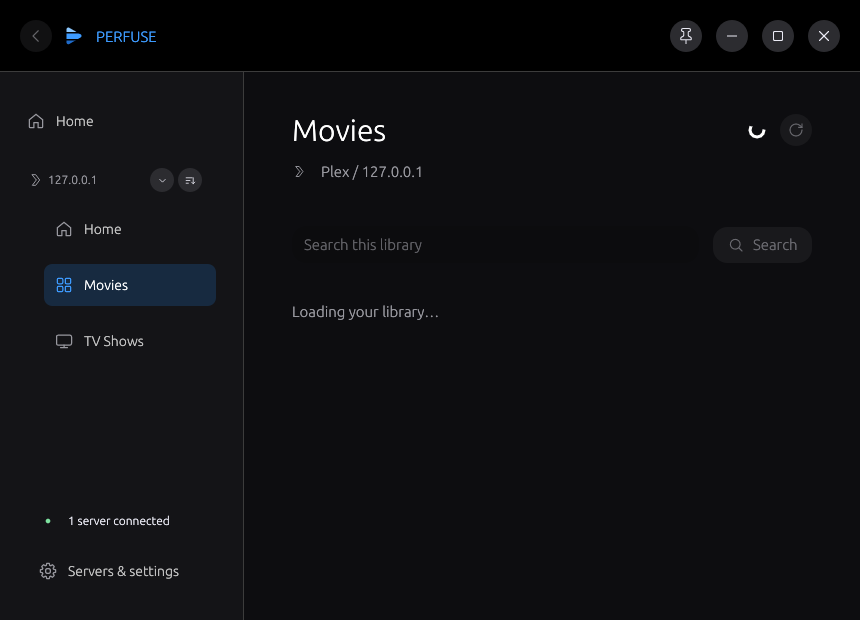 PERFUSE
Home
127.0.0.1
Home
Movies
TV Shows
1 server connected
Servers & settings
Movies
Plex / 127.0.0.1
Search this library
Search
Loading your library…